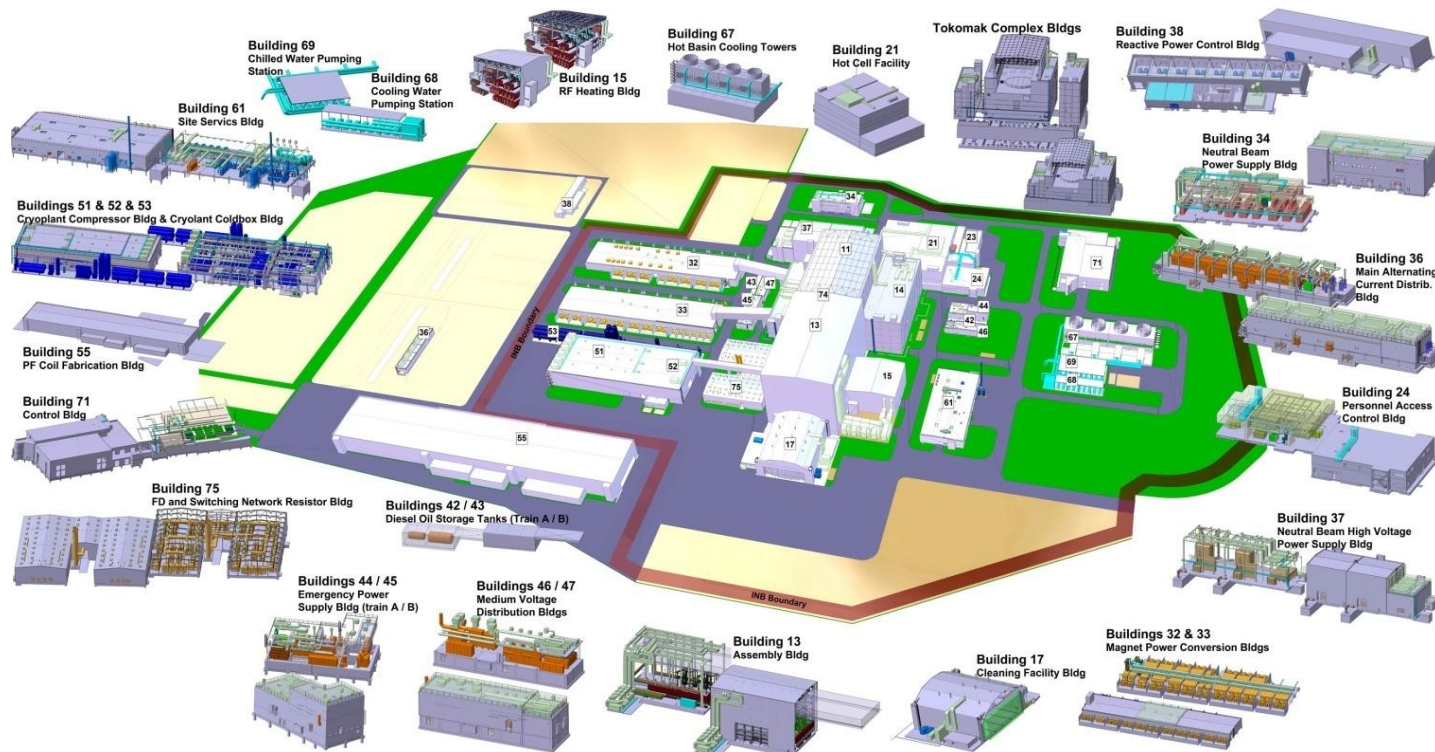 Building 69
Chilled Water Pumping
Station
Building 68
Cooling Water
Pumping Station
Building 61
Site Servics Bldg
Building 15
RF Heating Bldg
Building 67
Hot Basin Cooling Towers
Building 21
Hot Cell Facility
Tokomak Complex Bldgs
Building 38
Reactive Power Control Bldg
Building 34
Neutral Beam
Power Supply Bldg
Buildings 51 & 52 & 53
Cryoplant Compressor Bldg & Cryolant Coldbox Bldg
Building 36
Main Alternating
Current Distrib.
Bldg
Building 55
PF Coil Fabrication Bldg
Building 71
Control Bldg
Building 24
Personnel Access
Control Bldg
Building 75
FD and Switching Network Resistor Bldg
Buildings 42 / 43
Diesel Oil Storage Tanks (Train A / B)
Building 37
Neutral Beam High Voltage
Power Supply Bldg
Buildings 44 / 45
Emergency Power
Supply Bldg (train A / B)
Buildings 46 / 47
Medium Voltage
Distribution Bldgs
Building 13
Assembly Bldg
Building 17
Cleaning Facility Bldg
Buildings 32 & 33
Magnet Power Conversion Bldgs
38
34
37
11
21
23
71
32
43
47
74
14
24
45
44
33
13
42
46
53
36
51
52
75
15
67
69
68
61
55
17
INB Boundary
INB Boundary